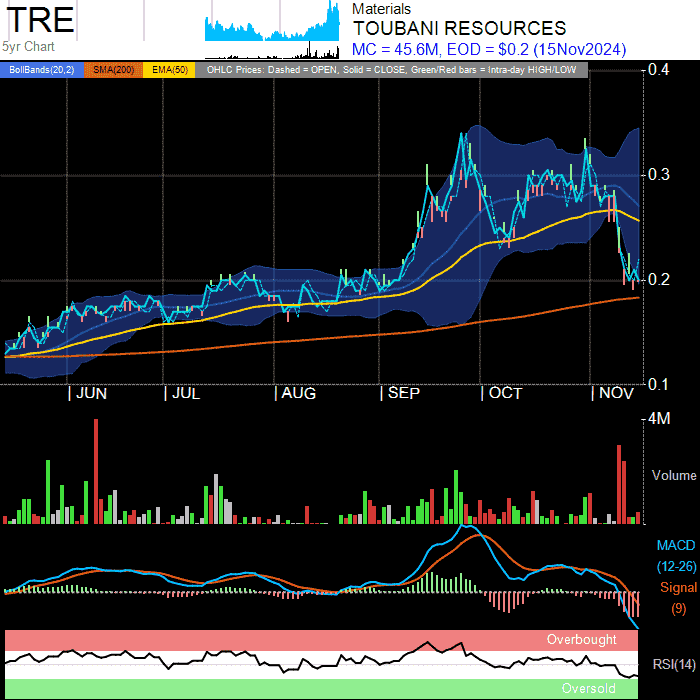 TRE
5yr Chart
Materials
TOUBANI RESOURCES
MC = 45.6M, EOD = $0.2 (15Nov2024)
BollBands(20,2) SMA(200) EMA(50) OHLC Prices: Dashed = OPEN, Solid = CLOSE, Green/Red bars = Intra-day HIGH/LOW
0.4
0.3
0.2
0.1
JUN JUL AUG SEP OCT NOV
4M
Volume
MACD
(12-26)
Signal
(9)
Overbought
RSI(14)
Oversold